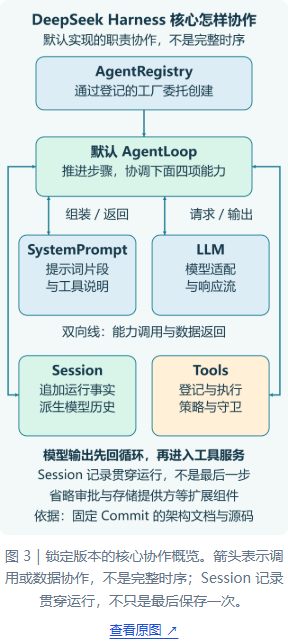 DeepSeek Harness 核心怎样协作
默认实现的职责协作，不是完整时序
AgentRegistry
通过登记的工厂委托创建
默认 AgentLoop
推进步骤，协调下面四项能力
组装 / 返回
请求 / 输出
SystemPrompt
提示词片段
与工具说明
LLM
模型适配
与响应流
双向线：能力调用与数据返回
Session
追加运行事实
派生模型历史
Tools
登记与执行
策略与守卫
模型输出先回循环，再进入工具服务
Session 记录贯穿运行，不是最后一步
省略审批与存储提供方等扩展组件
依据：固定 Commit 的架构文档与源码
图 3｜锁定版本的核心协作概览。箭头表示调
用或数据协作，不是完整时序；Session 记录
贯穿运行，不只是最后保存一次。
查看原图 ↗